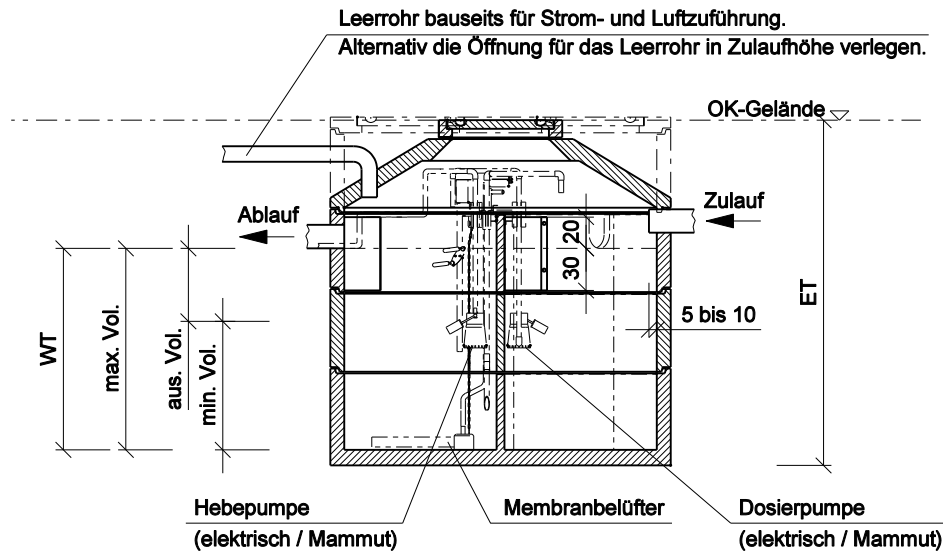 Leerrohr bauseits für Strom- und Luftzuführung.
Alternativ die Öffnung für das Leerrohr in Zulaufhöhe verlegen.
OK-Gelände
Ablauf
Zulauf
20
30
5 bis 10
ET
WT
max. Vol.
aus. Vol.
min. Vol.
Hebepumpe
(elektrisch / Mammut)
Membranbelüfter
Dosierpumpe
(elektrisch / Mammut)